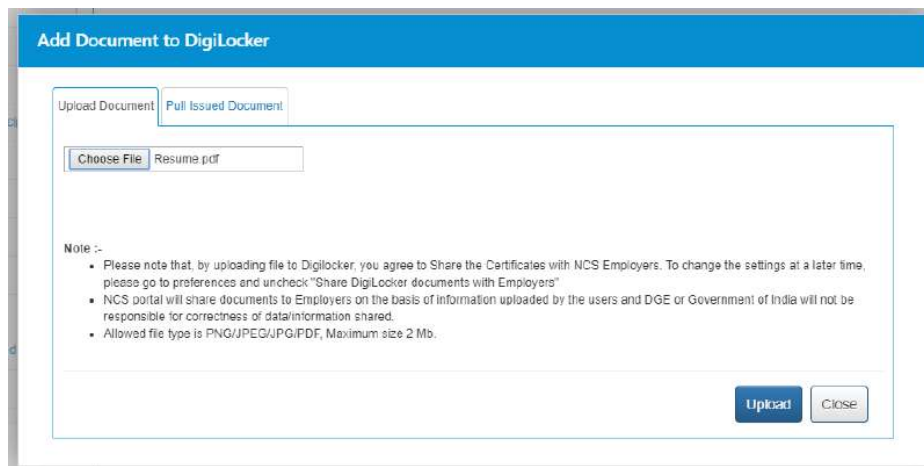 Add Document to DigiLocker
Upload Document Pull Issued Document
Choose File Resume.pdf
Note :-
• Please note that, by uploading file to Digilocker, you agree to Share the Certificates with NCS Employers. To change the settings at a later time,
please go to preferences and uncheck "Share DigiLocker documents with Employers"
• NCS portal will share documents to Employers on the basis of information uploaded by the users and DGE or Government of India will not be
responsible for correctness of data/information shared.
• Allowed file type is PNG/JPEG/JPG/PDF, Maximum size 2 Mb.
Upload Close